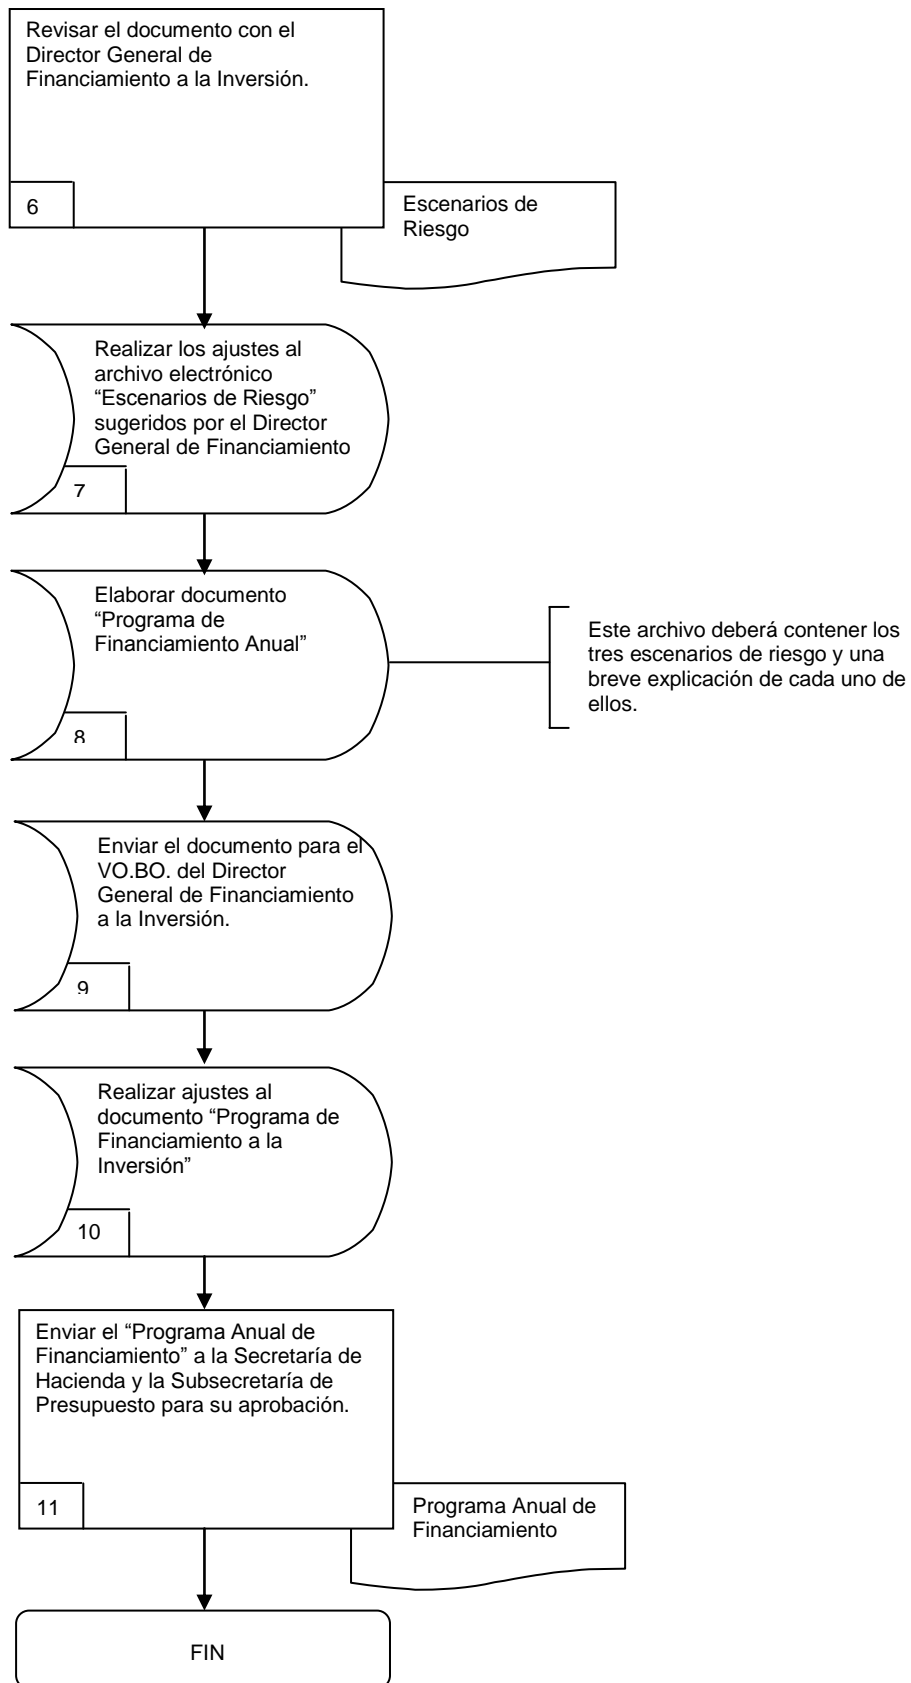 Revisar el documento con el
Director General de
Financiamiento a la Inversión.
6
Escenarios de
Riesgo
Realizar los ajustes al
archivo electrónico
“Escenarios de Riesgo”
sugeridos por el Director
General de Financiamiento
7
Elaborar documento
“Programa de
Financiamiento Anual”
8
Este archivo deberá contener los
tres escenarios de riesgo y una
breve explicación de cada uno de
ellos.
Enviar el documento para el
VO.BO. del Director
General de Financiamiento
a la Inversión.
9
Realizar ajustes al
documento “Programa de
Financiamiento a la
Inversión”
10
Enviar el “Programa Anual de
Financiamiento” a la Secretaría de
Hacienda y la Subsecretaría de
Presupuesto para su aprobación.
11
Programa Anual de
Financiamiento
FIN